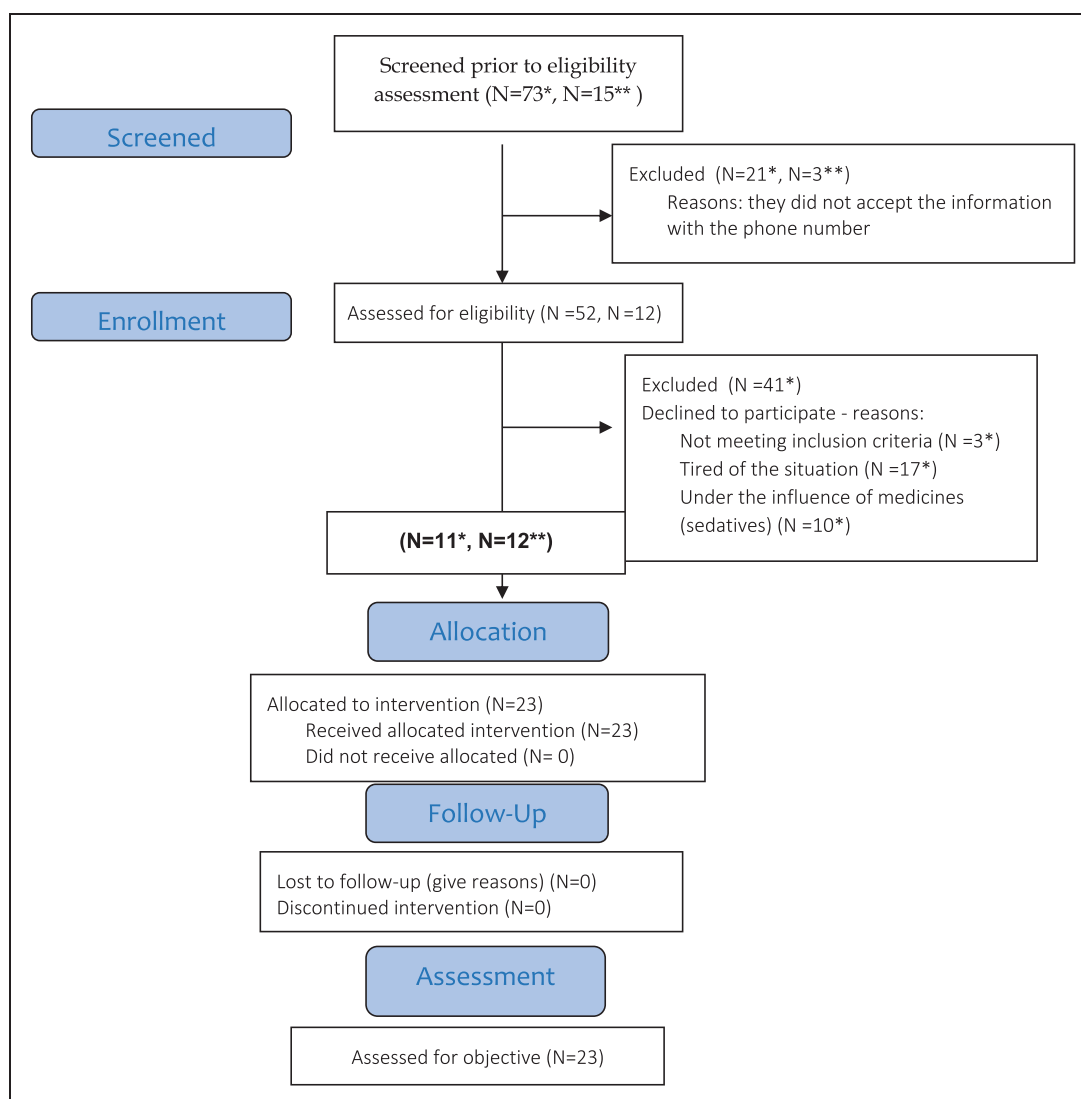 Screened prior to eligibility
assessment (N=73*, N=15** )
Screened
Excluded  (N=21*, N=3**)
Reasons: they did not accept the information
with the phone number
Enrollment
Assessed for eligibility (N =52, N =12)
Excluded  (N =41*)
Declined to participate - reasons:
Not meeting inclusion criteria (N =3*)
Tired of the situation (N =17*)
Under the influence of medicines
(sedatives) (N =10*)
(N=11*, N=12**)
Allocation
Allocated to intervention (N=23)
Received allocated intervention (N=23)
Did not receive allocated (N= 0)
Follow-Up
Lost to follow-up (give reasons) (N=0)
Discontinued intervention (N=0)
Assessment
Assessed for objective (N=23)